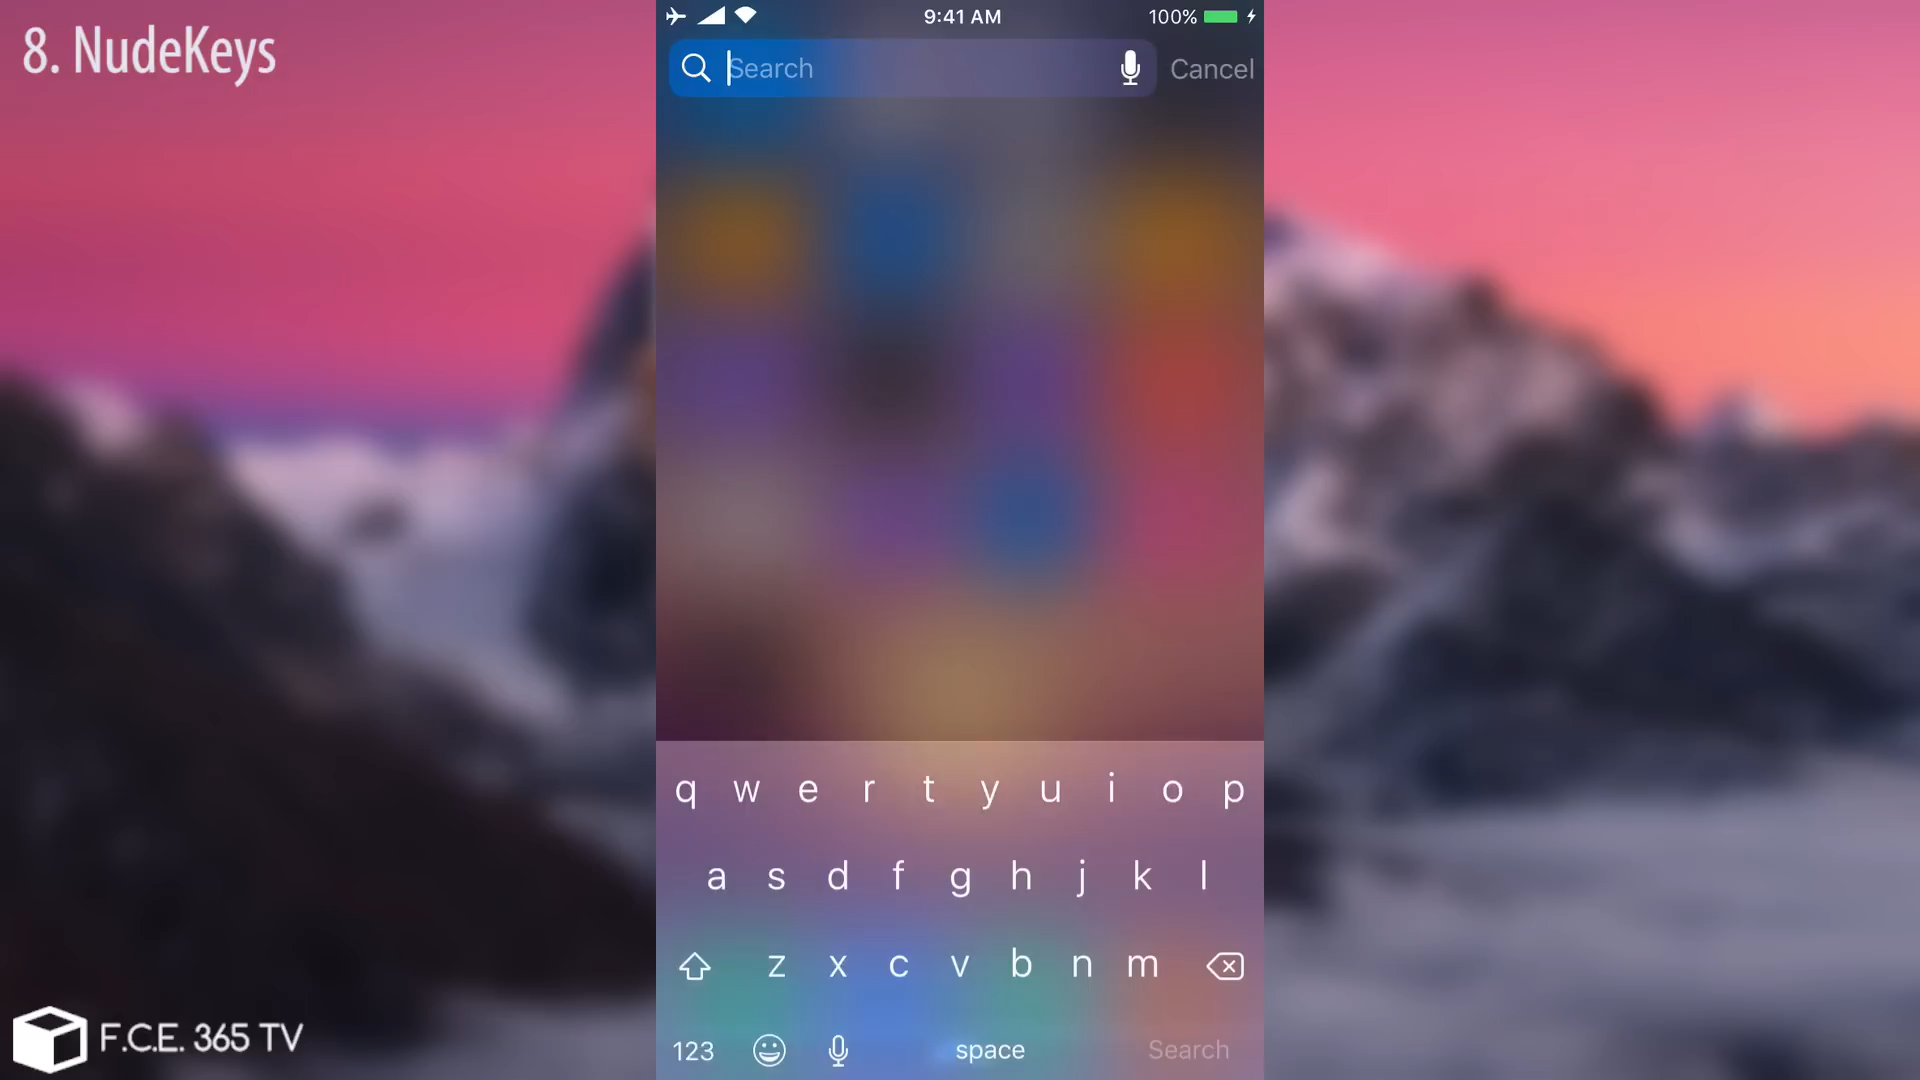 8. NudeKeys
9:41 AM
100%
Search
Cancel
q w e r t y u i o p
a s d f g h j k l
z x c v b n m
123
space
Search
F.C.E. 365 TV